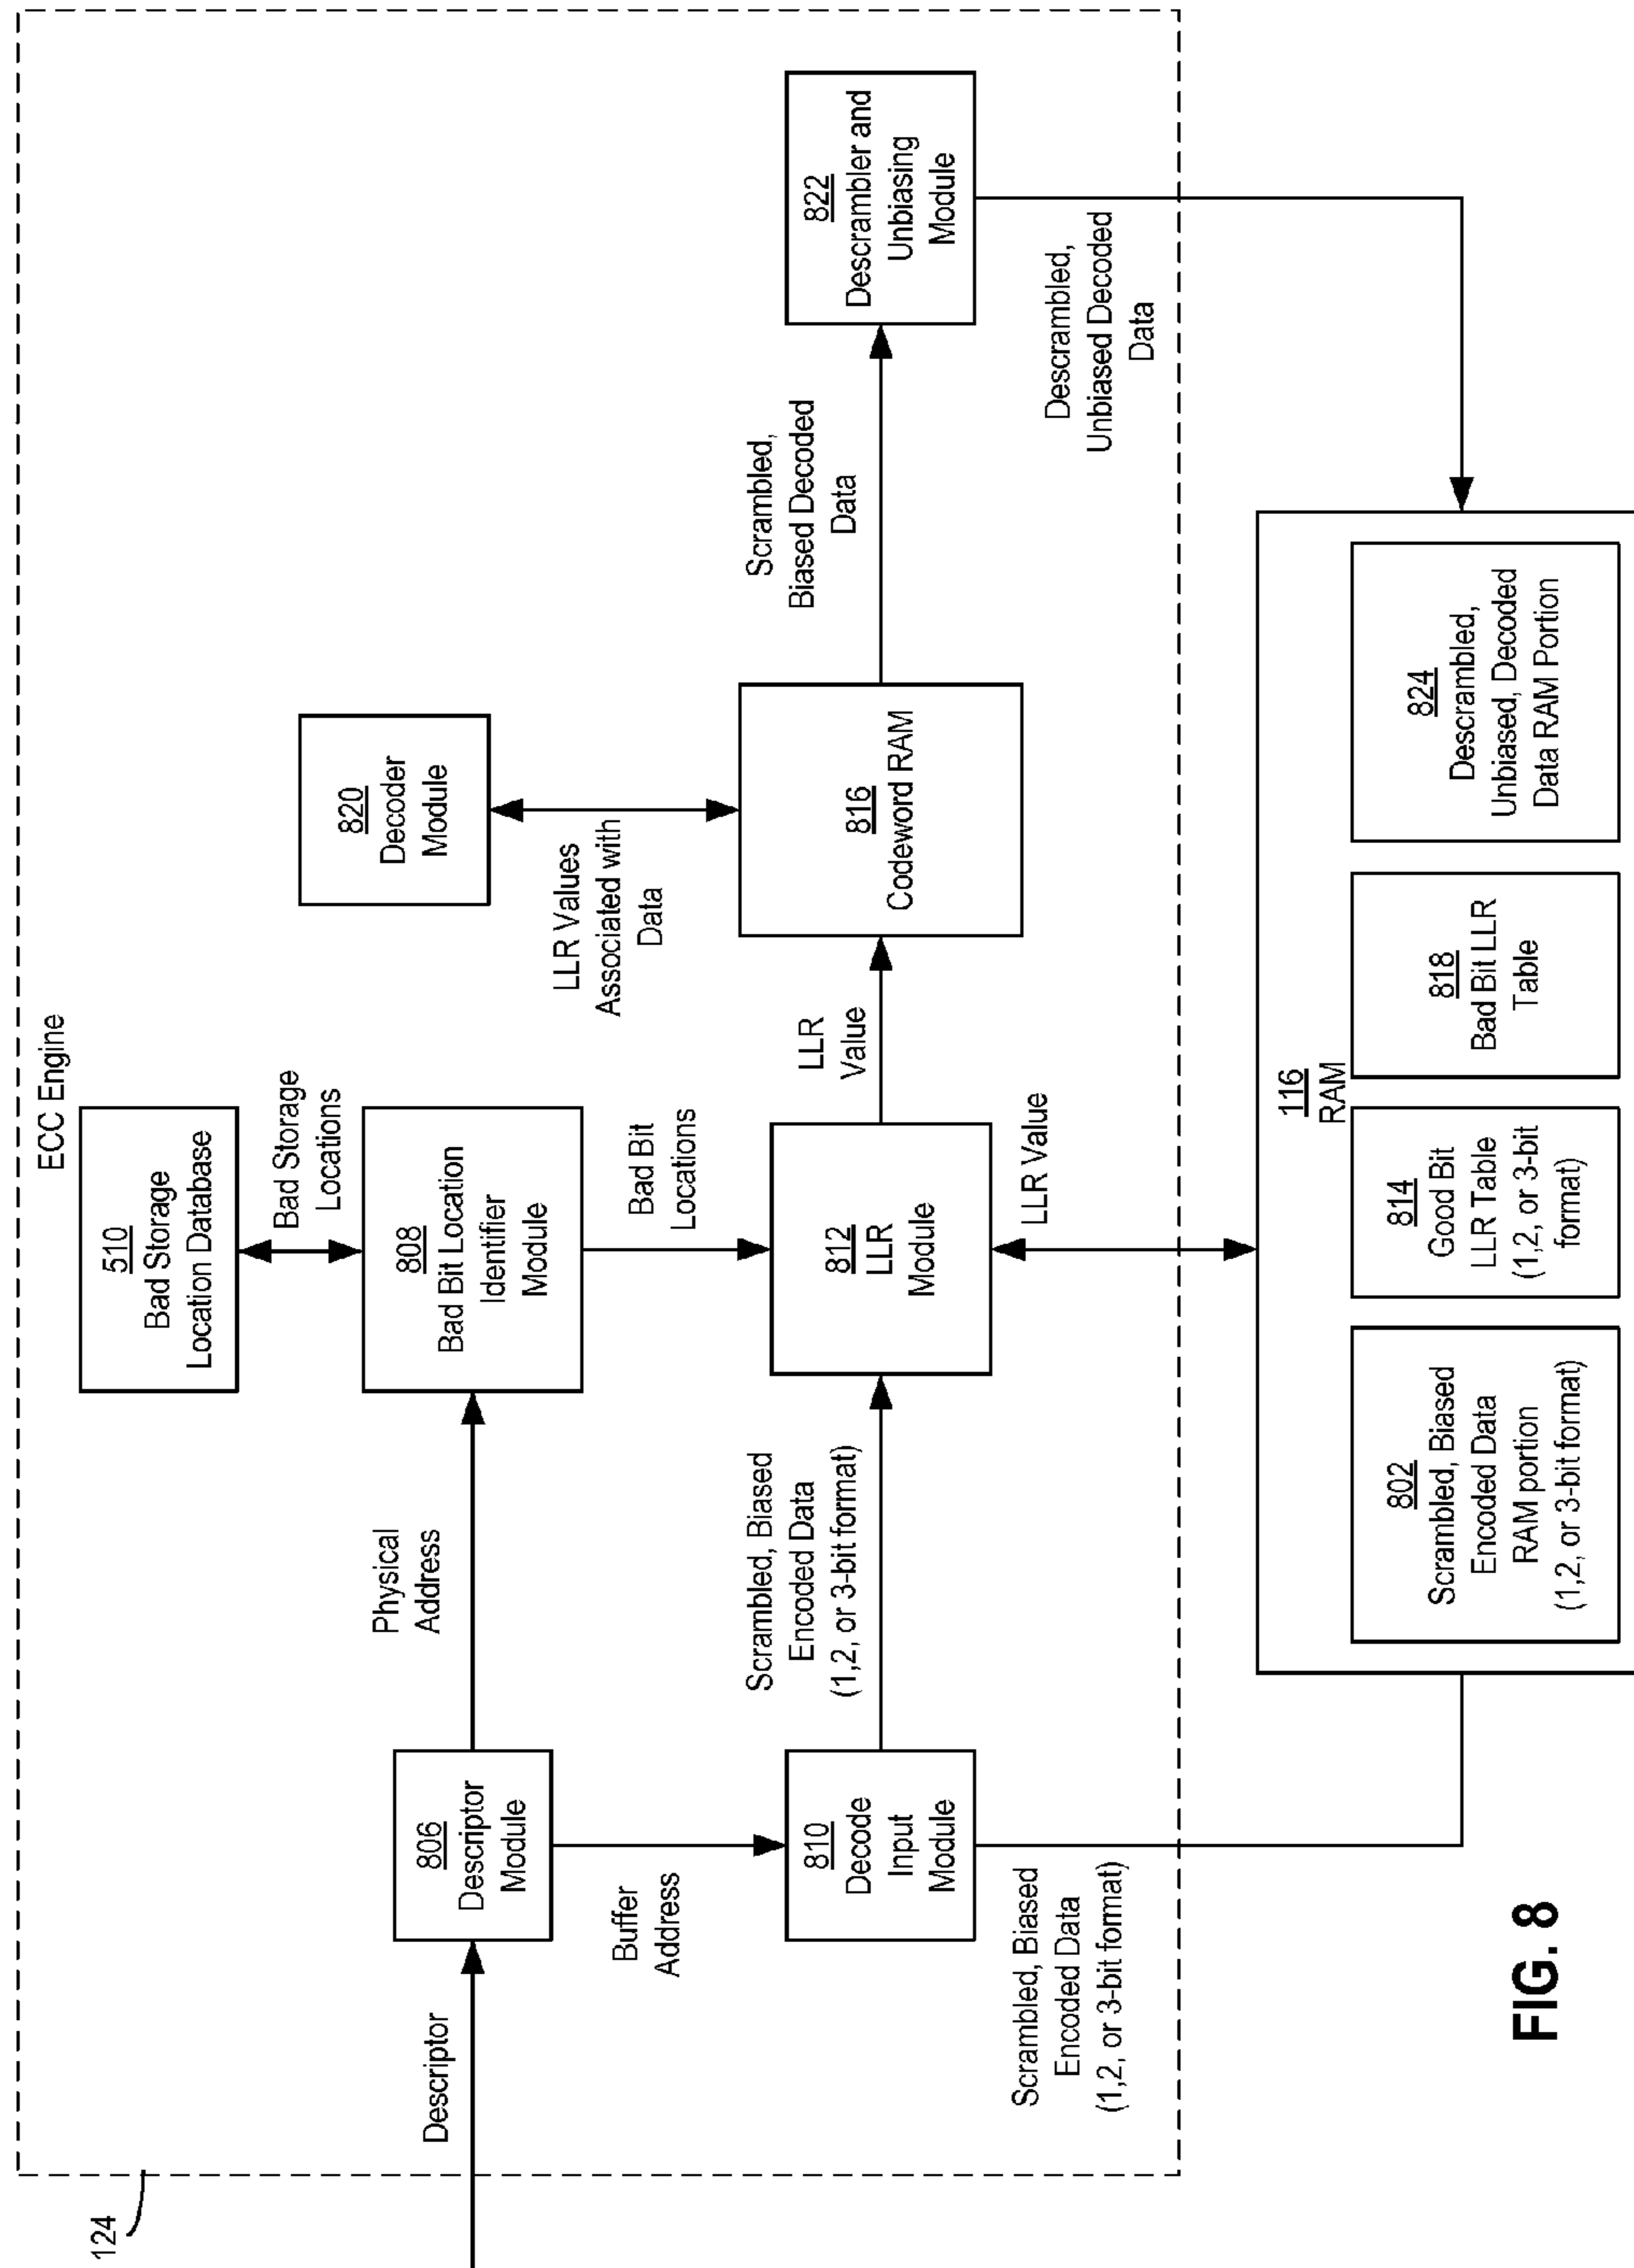 124
ECC Engine
510
Bad Storage
Location Database
Bad Storage
Locations
Descriptor
806
Descriptor
Module
Physical
Address
808
Bad Bit Location
Identifier
Module
820
Decoder
Module
Buffer
Address
Bad Bit
Locations
LLR Values
Associated with
Data
810
Decode
Input
Module
Scrambled, Biased
Encoded Data
(1,2, or 3-bit format)
812
LLR
Module
LLR
Value
816
Codeword RAM
Scrambled,
Biased Decoded
Data
822
Descrambler and
Unbiasing
Module
Scrambled, Biased
Encoded Data
(1,2, or 3-bit format)
LLR Value
Descrambled,
Unbiased Decoded
Data
116
RAM
802
Scrambled, Biased
Encoded Data
RAM portion
(1,2, or 3-bit format)
814
Good Bit
LLR Table
(1,2, or 3-bit
format)
818
Bad Bit LLR
Table
824
Descrambled,
Unbiased, Decoded
Data RAM Portion
FIG. 8